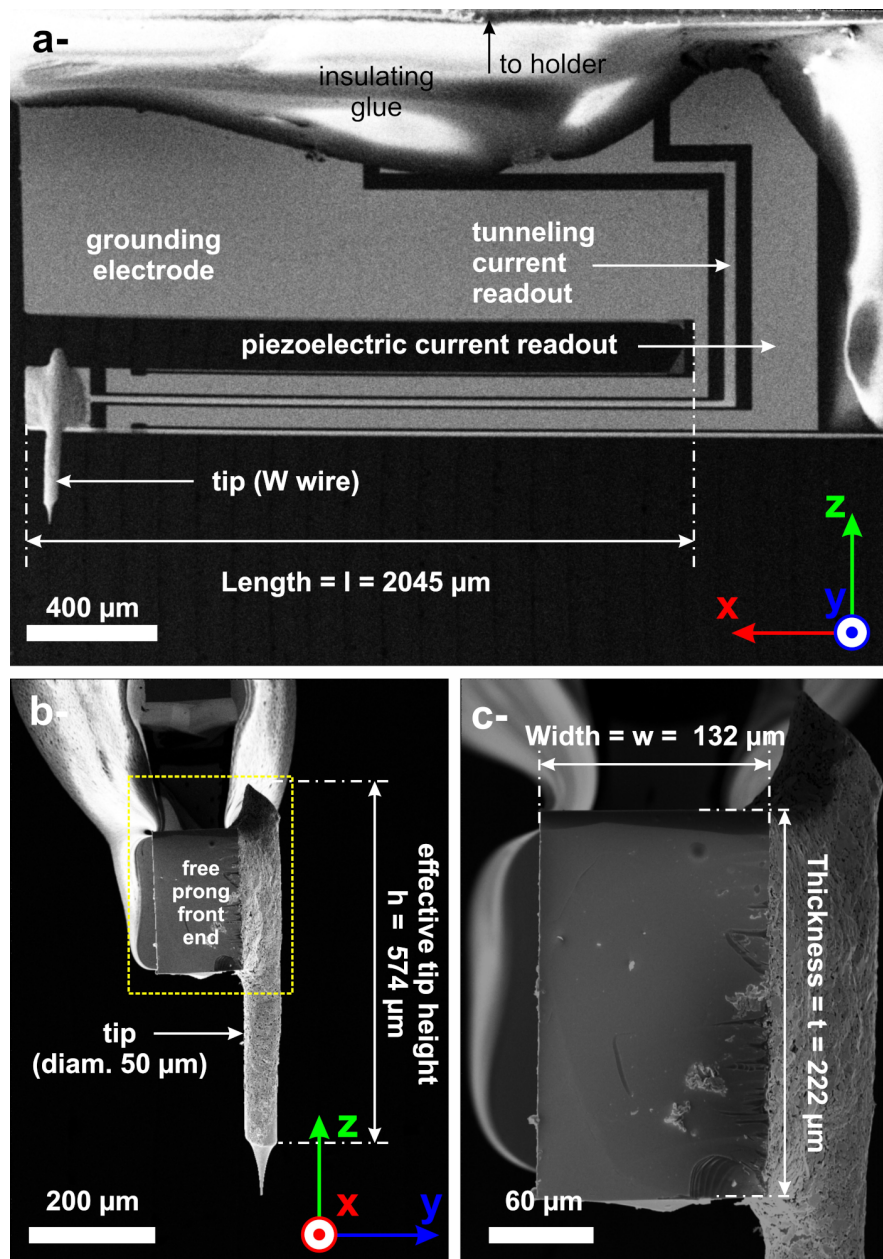 a-
insulating
glue
to holder
grounding
electrode
tunneling
current
readout
piezoelectric current readout
tip (W wire)
Length = l = 2045 µm
400 µm
z
x
y
b-
free
prong
front
end
effective tip height
h = 574 µm
tip
(diam. 50 µm)
200 µm
z
x
y
c-
Width = w = 132 µm
Thickness = t = 222 µm
60 µm